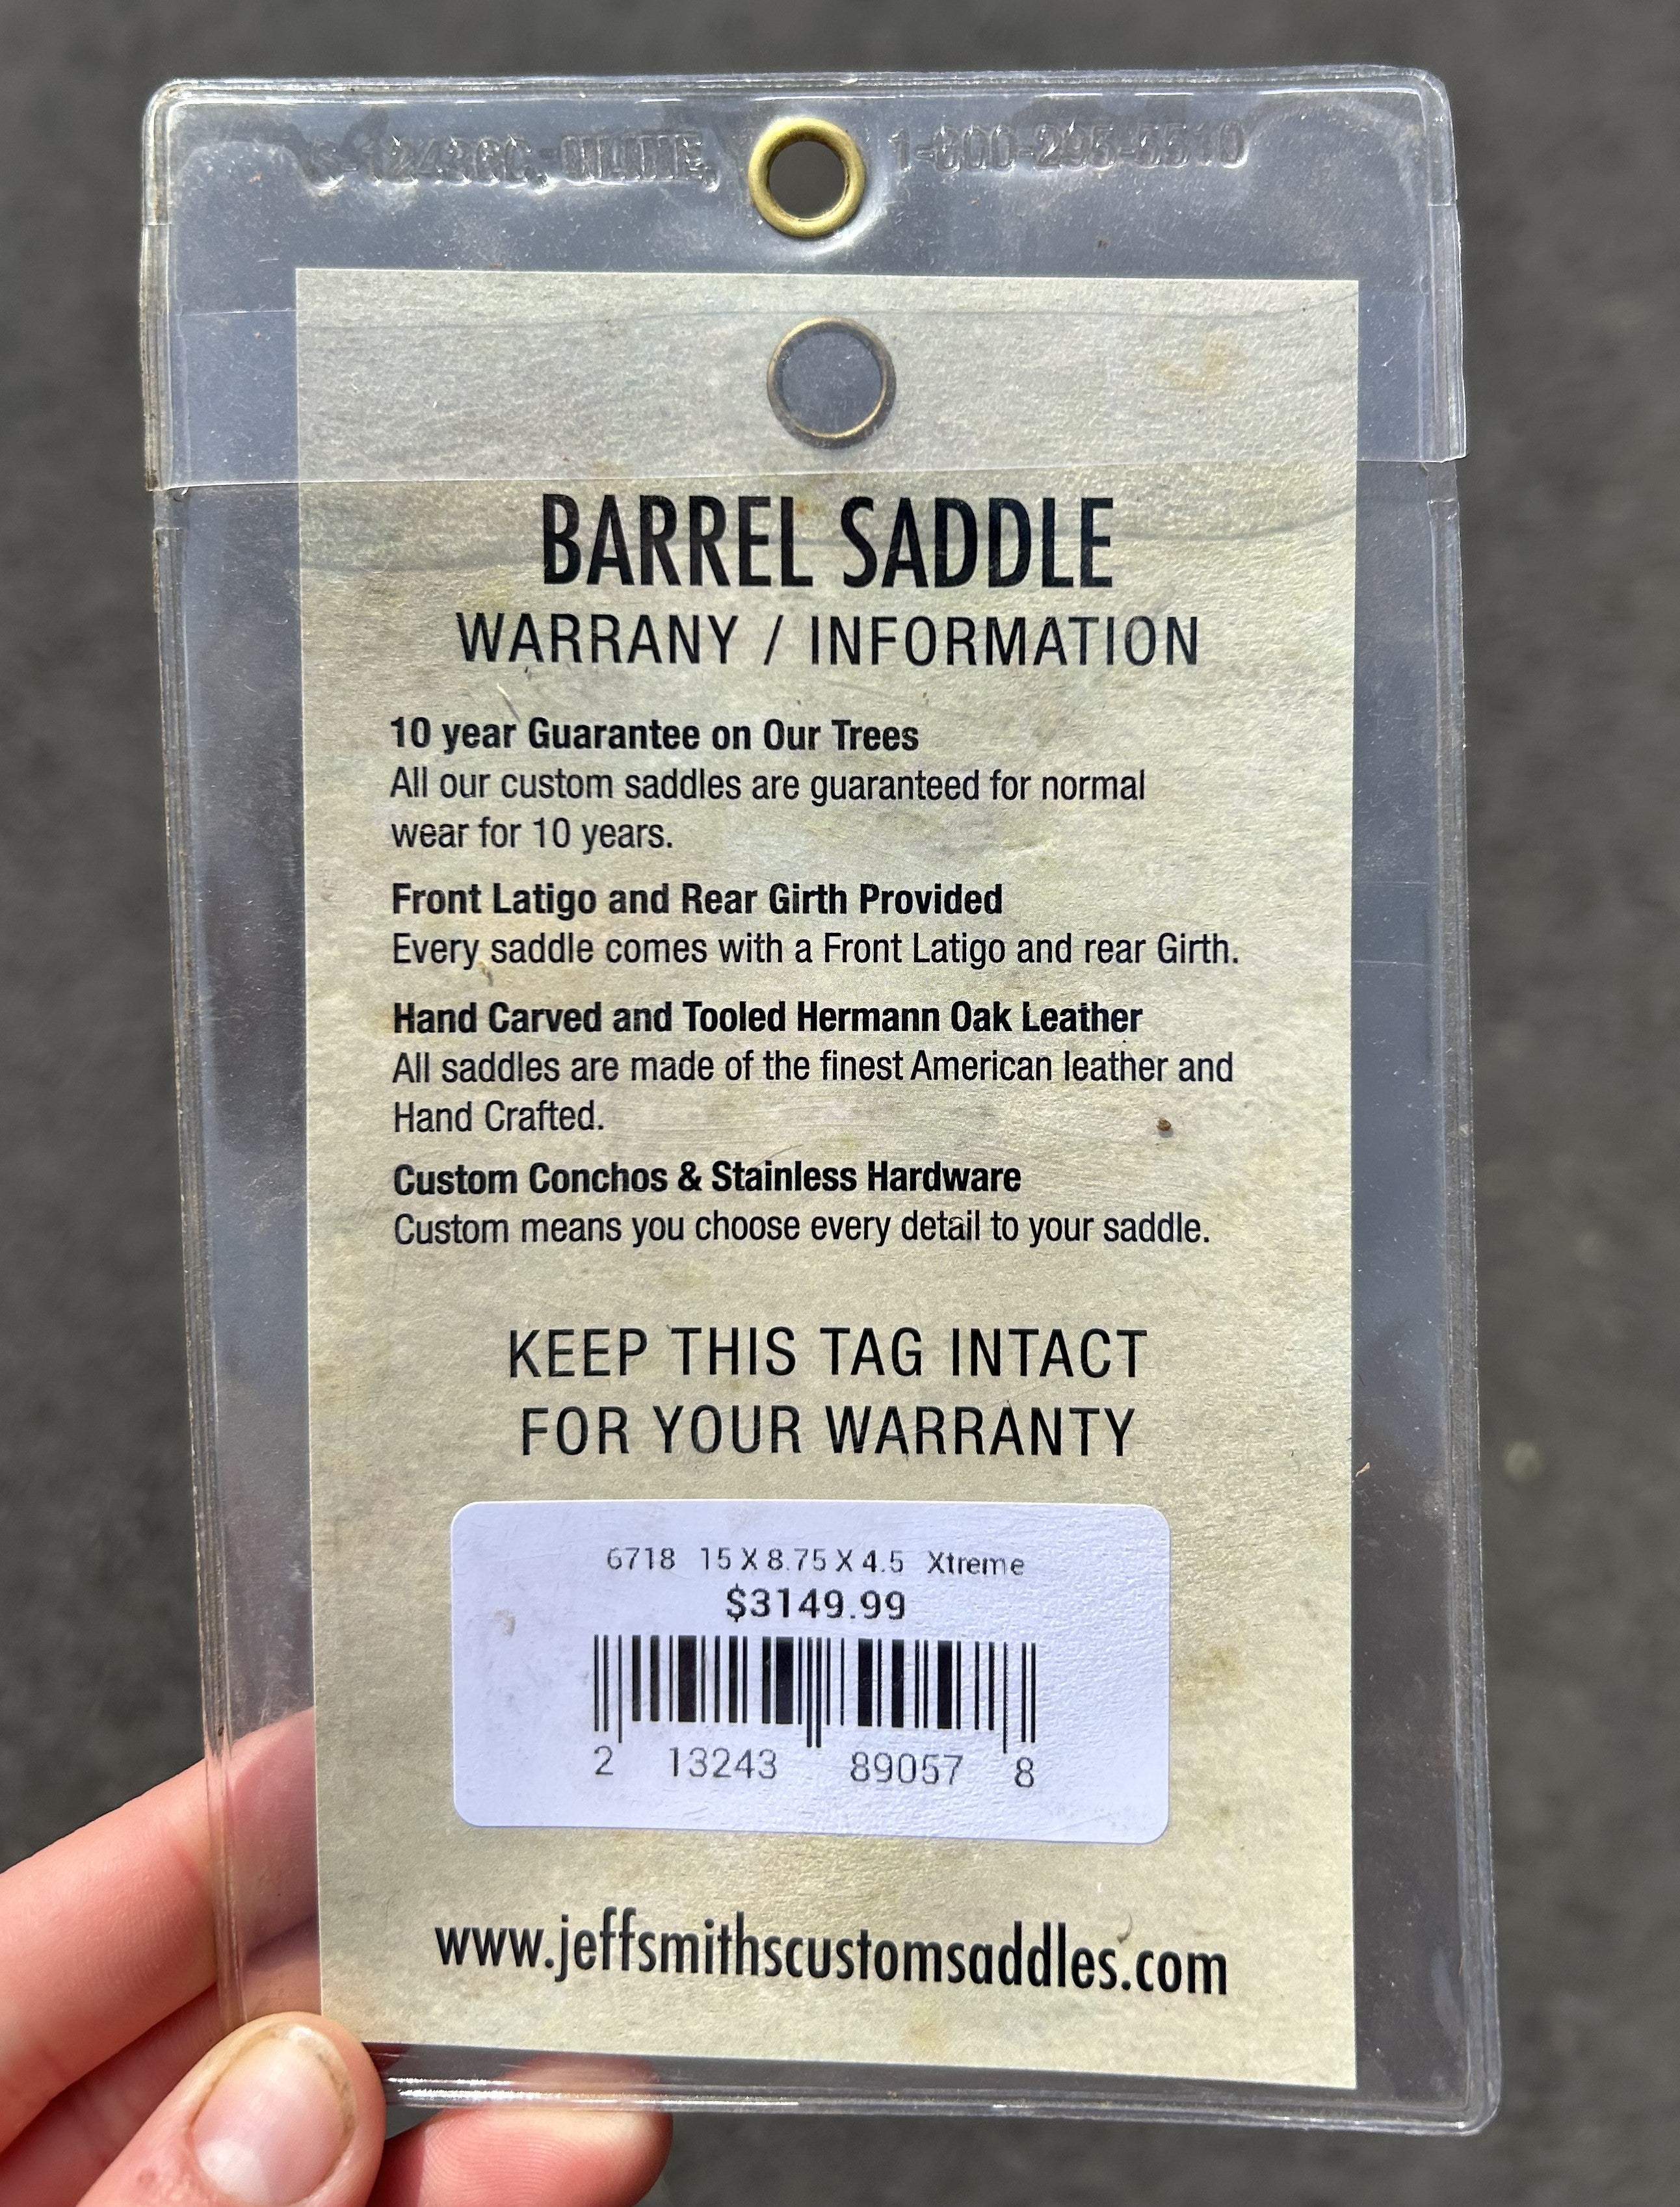 1-800-295-5510
BARREL SADDLE
WARRANY / INFORMATION
10 year Guarantee on Our Trees
All our custom saddles are guaranteed for normal
wear for 10 years.
Front Latigo and Rear Girth Provided
Every saddle comes with a Front Latigo and rear Girth.
Hand Carved and Tooled Hermann Oak Leather
All saddles are made of the finest American leather and
Hand Crafted.
Custom Conchos & Stainless Hardware
Custom means you choose every detail to your saddle.
KEEP THIS TAG INTACT
FOR YOUR WARRANTY
6718 15 X 8.75 X 4.5 Xtreme
$3149.99
2 13243 89057 8
www.jeffsmithscustomsaddles.com